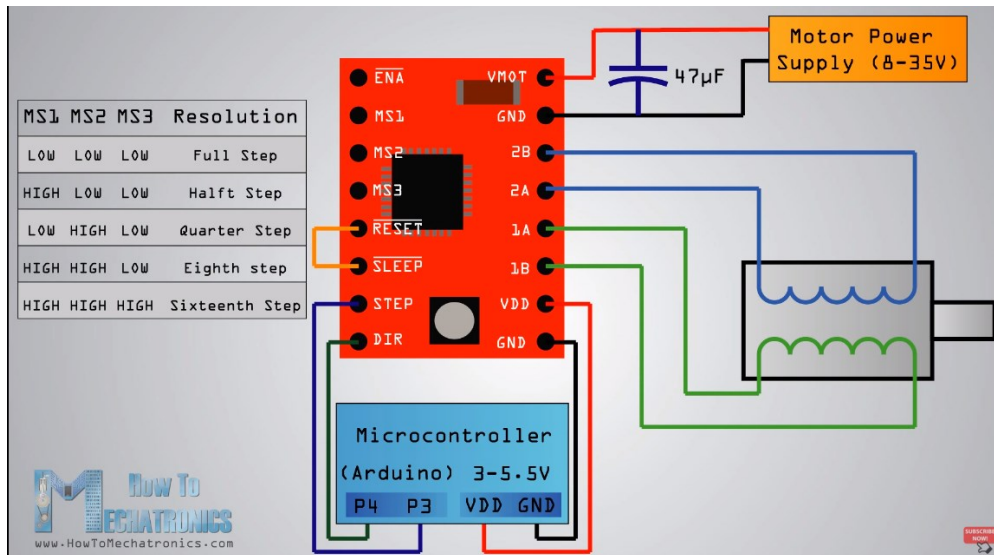 Motor Power
Supply (8-35V)
47µF
ENA
MS1
MS2
MS3
RESET
SLEEP
STEP
DIR
VMOT
GND
2B
2A
1A
1B
VDD
GND
MS1 MS2 MS3 Resolution
LOW LOW LOW Full Step
HIGH LOW LOW Halft Step
LOW HIGH LOW Quarter Step
HIGH HIGH LOW Eighth step
HIGH HIGH HIGH Sixteenth Step
Microcontroller
(Arduino) 3-5.5V
P4 P3 VDD GND
How To
MECHATRONICS
www.HowToMechatronics.com
SUBSCRIBE
NOW!